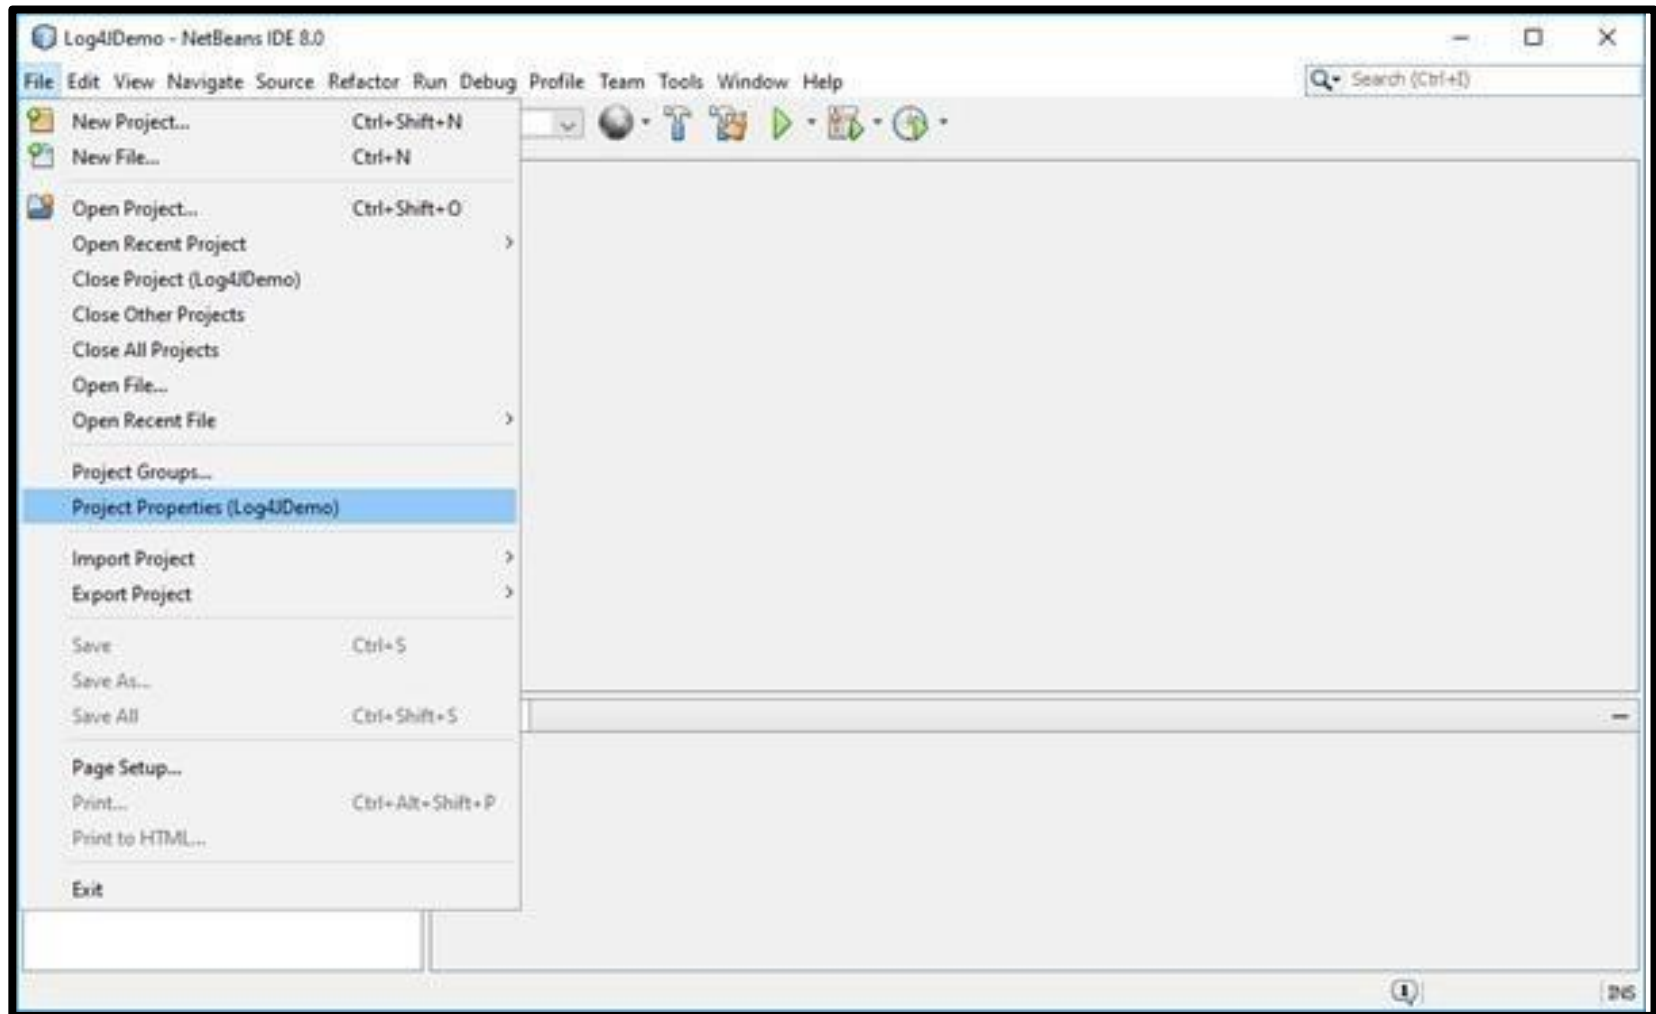 Log4JDemo - NetBeans IDE 8.0
File Edit View Navigate Source Refactor Run Debug Profile Team Tools Window Help
Search (Ctrl+I)
New Project... Ctrl+Shift+N
New File... Ctrl+N
Open Project... Ctrl+Shift+O
Open Recent Project
Close Project (Log4JDemo)
Close Other Projects
Close All Projects
Open File...
Open Recent File
Project Groups...
Project Properties (Log4JDemo)
Import Project
Export Project
Save Ctrl+S
Save As...
Save All Ctrl+Shift+S
Page Setup...
Print... Ctrl+Alt+Shift+P
Print to HTML...
Exit
1
INS